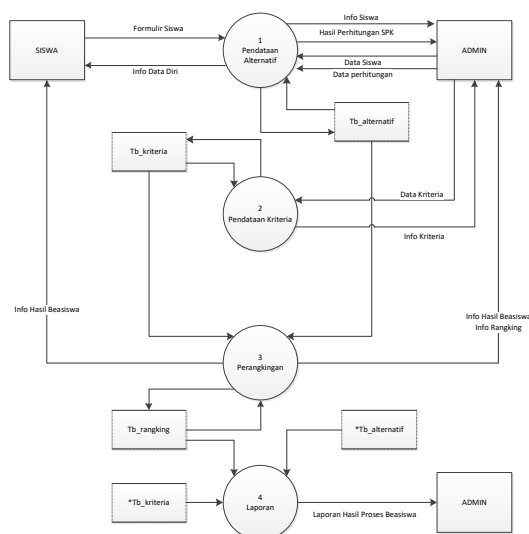 Formulir Siswa
Info Siswa
Hasil Perhitungan SPK
SISWA
1
Pendataan
Alternatif
ADMIN
Info Data Diri
Data Siswa
Data perhitungan
Tb_alternatif
Tb_kriteria
2
Pendataan Kriteria
Data Kriteria
Info Kriteria
Info Hasil Beasiswa
Info Hasil Beasiswa
Info Rangking
3
Perangkingan
Tb_rangking
*Tb_alternatif
*Tb_kriteria
4
Laporan
Laporan Hasil Proses Beasiswa
ADMIN